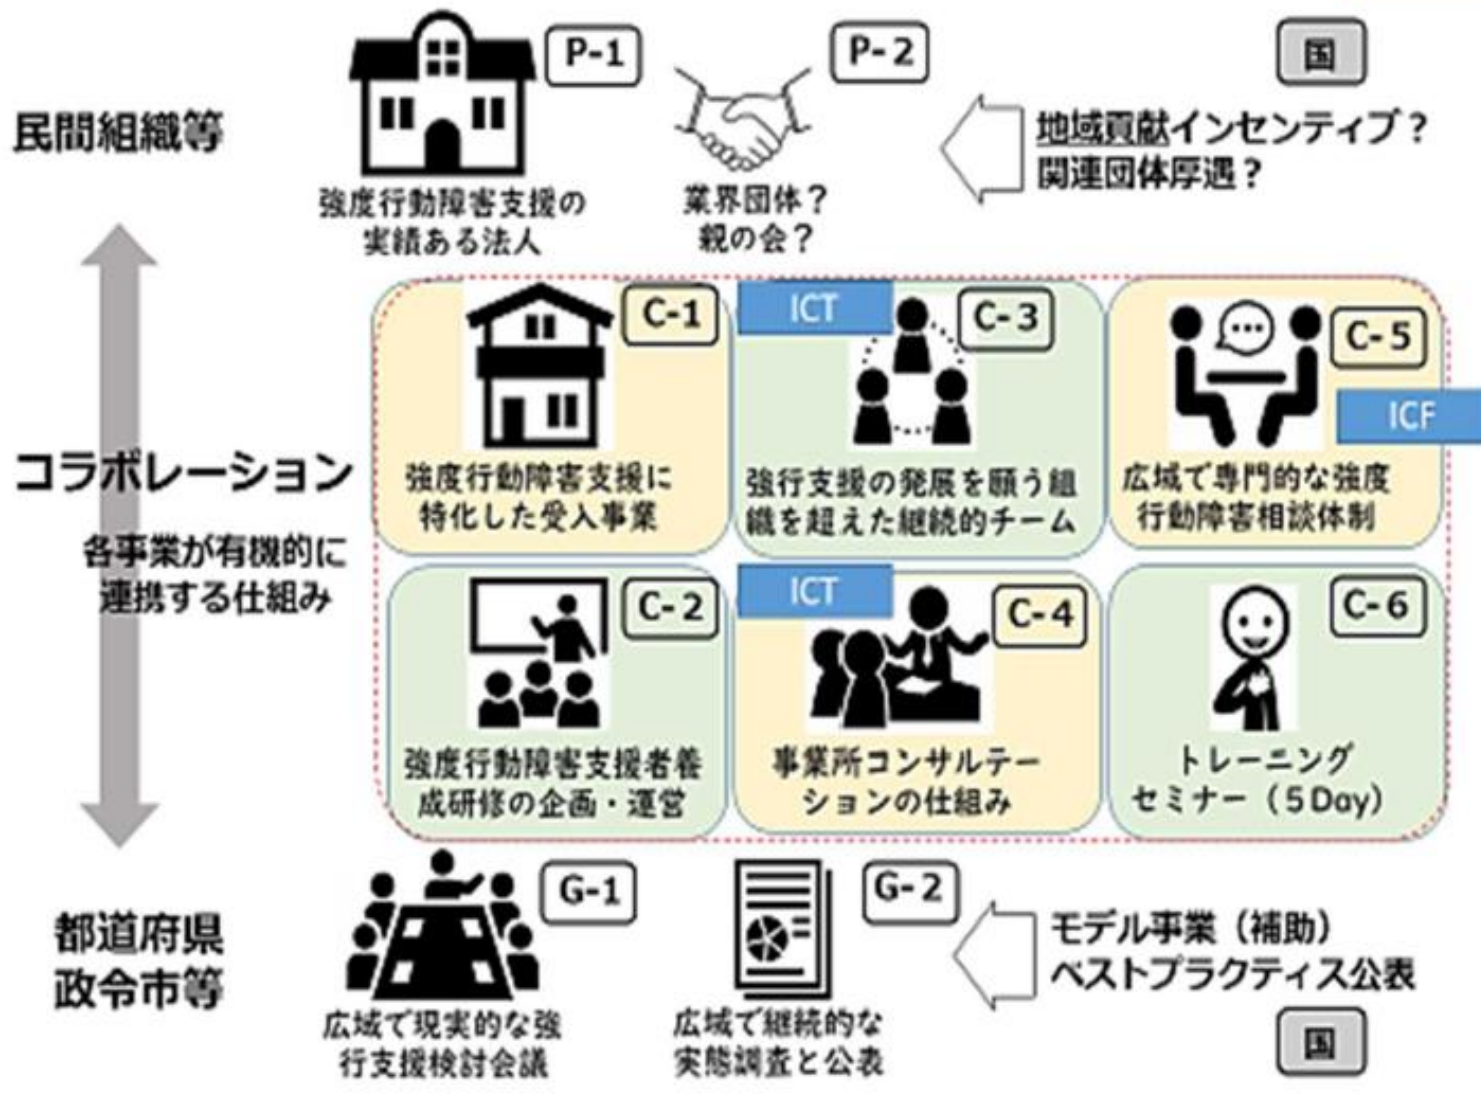 P-1
P-2
国
民間組織等
地域貢献インセンティブ？
関連団体厚遇？
強度行動障害支援の
実績ある法人
業界団体？
親の会？
C-1
ICT
C-3
C-5
ICF
コラボレーション
各事業が有機的に
連携する仕組み
強度行動障害支援に
特化した受入事業
強行支援の発展を願う組
織を超えた継続的チーム
広域で専門的な強度
行動障害相談体制
C-2
ICT
C-4
C-6
強度行動障害支援者養
成研修の企画・運営
事業所コンサルテー
ションの仕組み
トレーニング
セミナー（５Day）
G-1
G-2
都道府県
政令市等
モデル事業（補助）
ベストプラクティス公表
広域で現実的な強
行支援検討会議
広域で継続的な
実態調査と公表
国